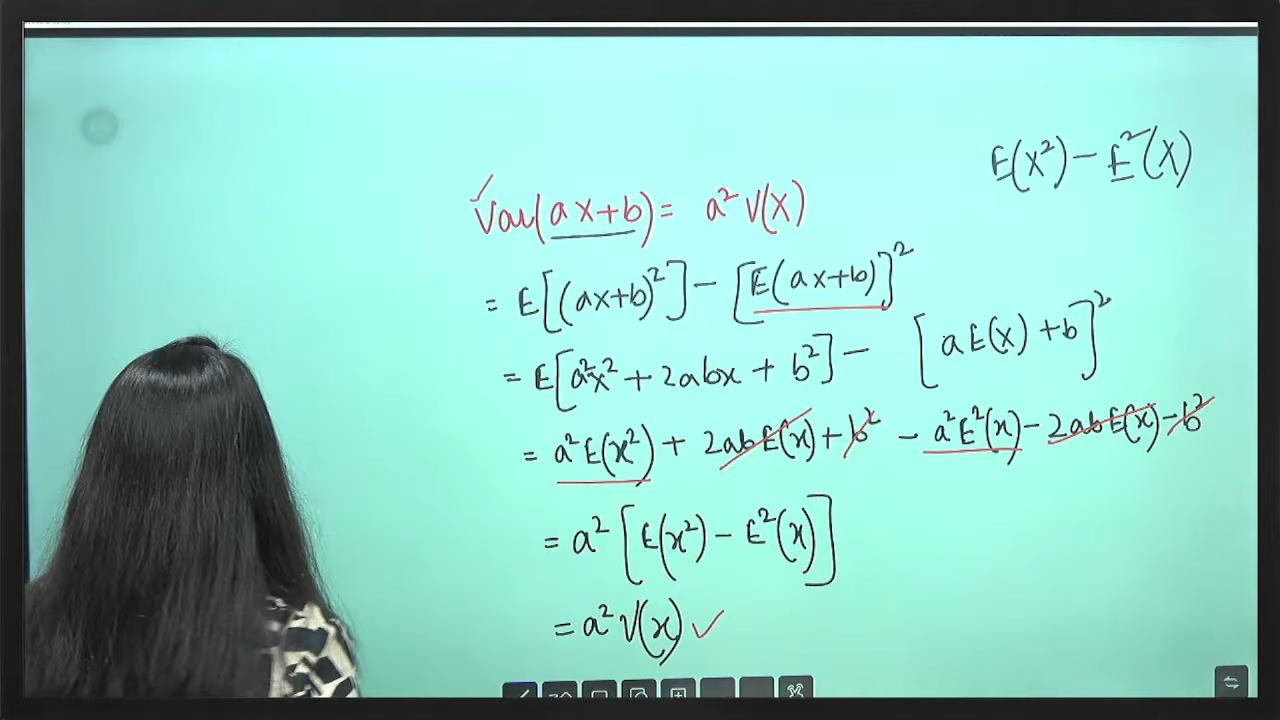 E(X²) - E²(X)
Var(ax+b) = a² V(X)
= E[(ax+b)²] - [E(ax+b)]²
= E[a²x² + 2abx + b²] - [aE(x) + b]²
= a²E(x²) + 2abE(x) + b² - a²E²(x) - 2abE(x) - b²
= a² [E(x²) - E²(x)]
= a² V(x) ✓